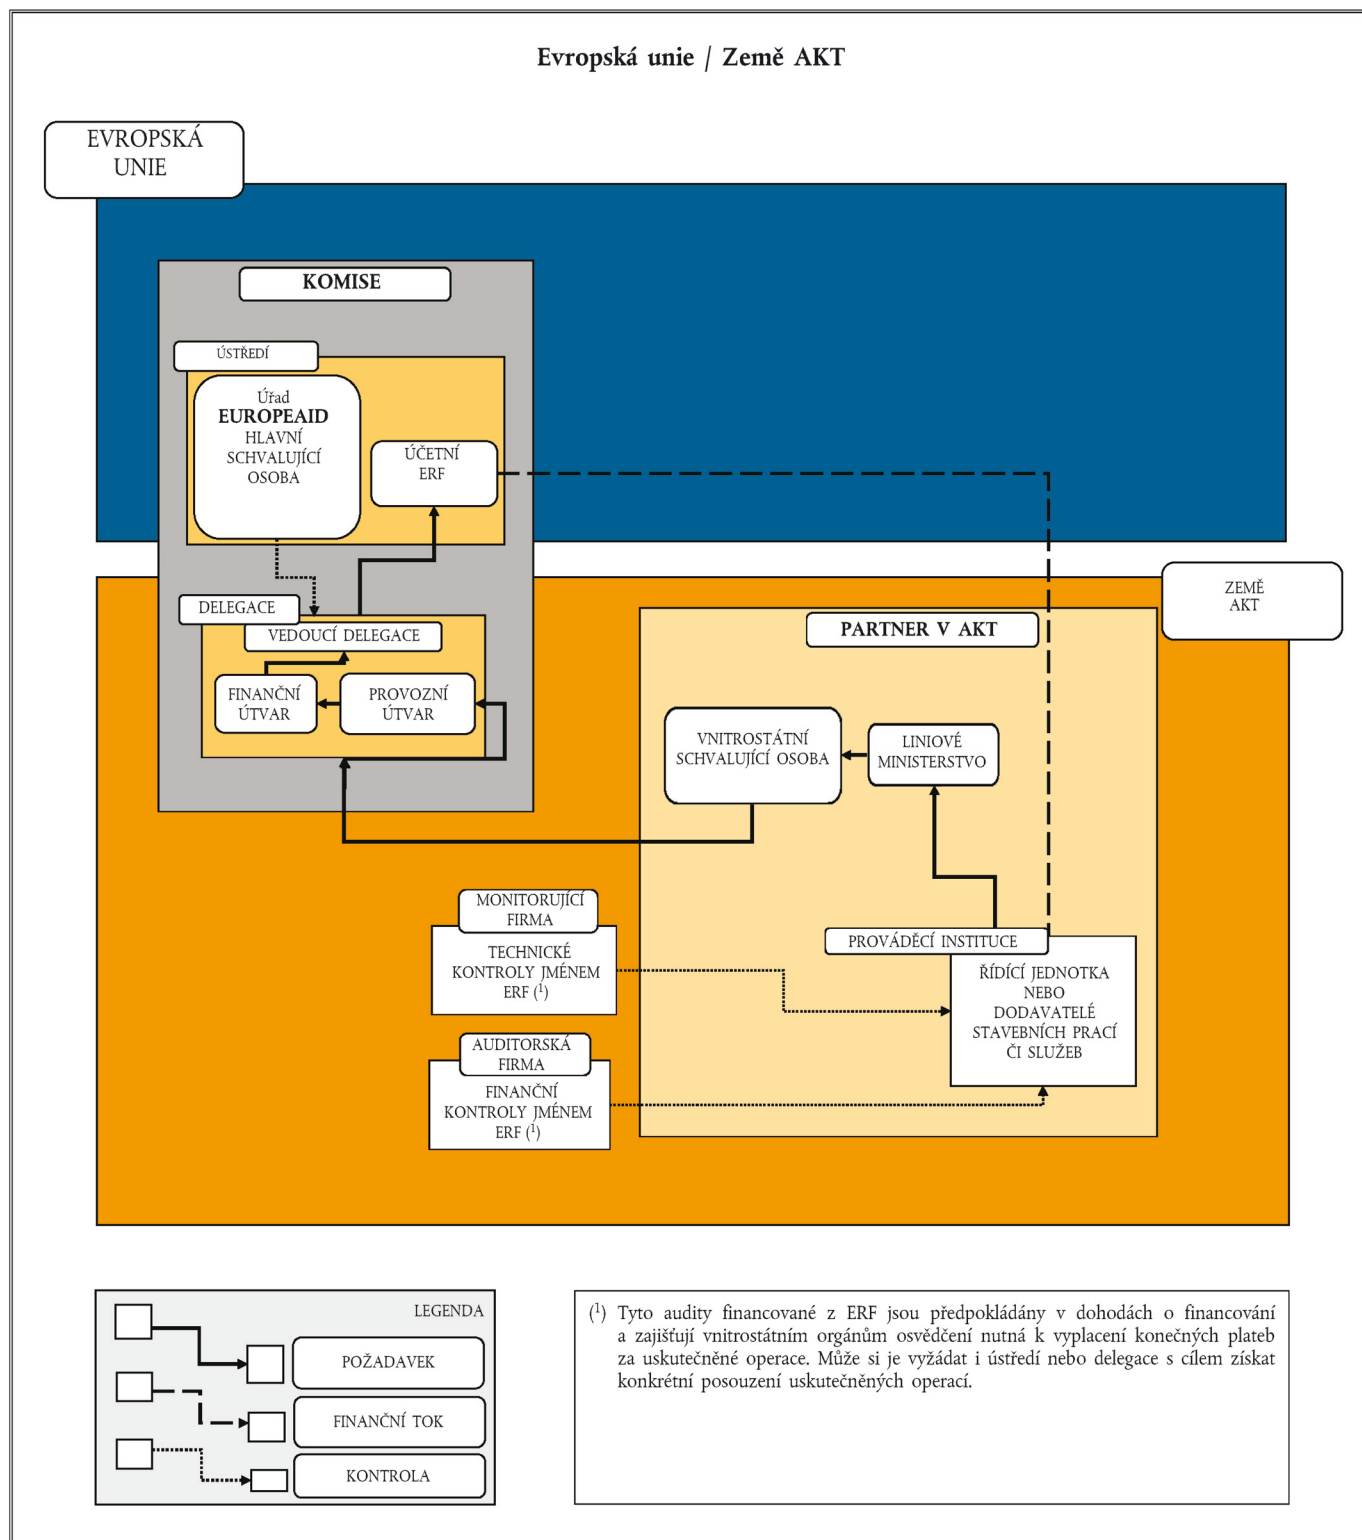 Evropská unie / Země AKT
EVROPSKÁ
UNIE
KOMISE
ÚSTŘEDÍ
Úřad
EUROPEAID
HLAVNÍ
SCHVALUJÍCÍ
OSOBA
ÚČETNÍ
ERF
ZEMĚ
AKT
DELEGACE
VEDOUCÍ DELEGACE
FINANČNÍ
ÚTVAR
PROVOZNÍ
ÚTVAR
PARTNER V AKT
VNITROSTÁTNÍ
SCHVALUJÍCÍ OSOBA
LINIOVÉ
MINISTERSTVO
MONITORUJÍCÍ
FIRMA
TECHNICKÉ
KONTROLY JMÉNEM
ERF (¹)
PROVÁDĚCÍ INSTITUCE
ŘÍDÍCÍ JEDNOTKA
NEBO
DODAVATELÉ
STAVEBNÍCH PRACÍ
ČI SLUŽEB
AUDITORSKÁ
FIRMA
FINANČNÍ
KONTROLY JMÉNEM
ERF (¹)
LEGENDA
POŽADAVEK
FINANČNÍ TOK
KONTROLA
(¹) Tyto audity financované z ERF jsou předpokládány v dohodách o financování
a zajišťují vnitrostátním orgánům osvědčení nutná k vyplacení konečných plateb
za uskutečněné operace. Může si je vyžádat i ústředí nebo delegace s cílem získat
konkrétní posouzení uskutečněných operací.